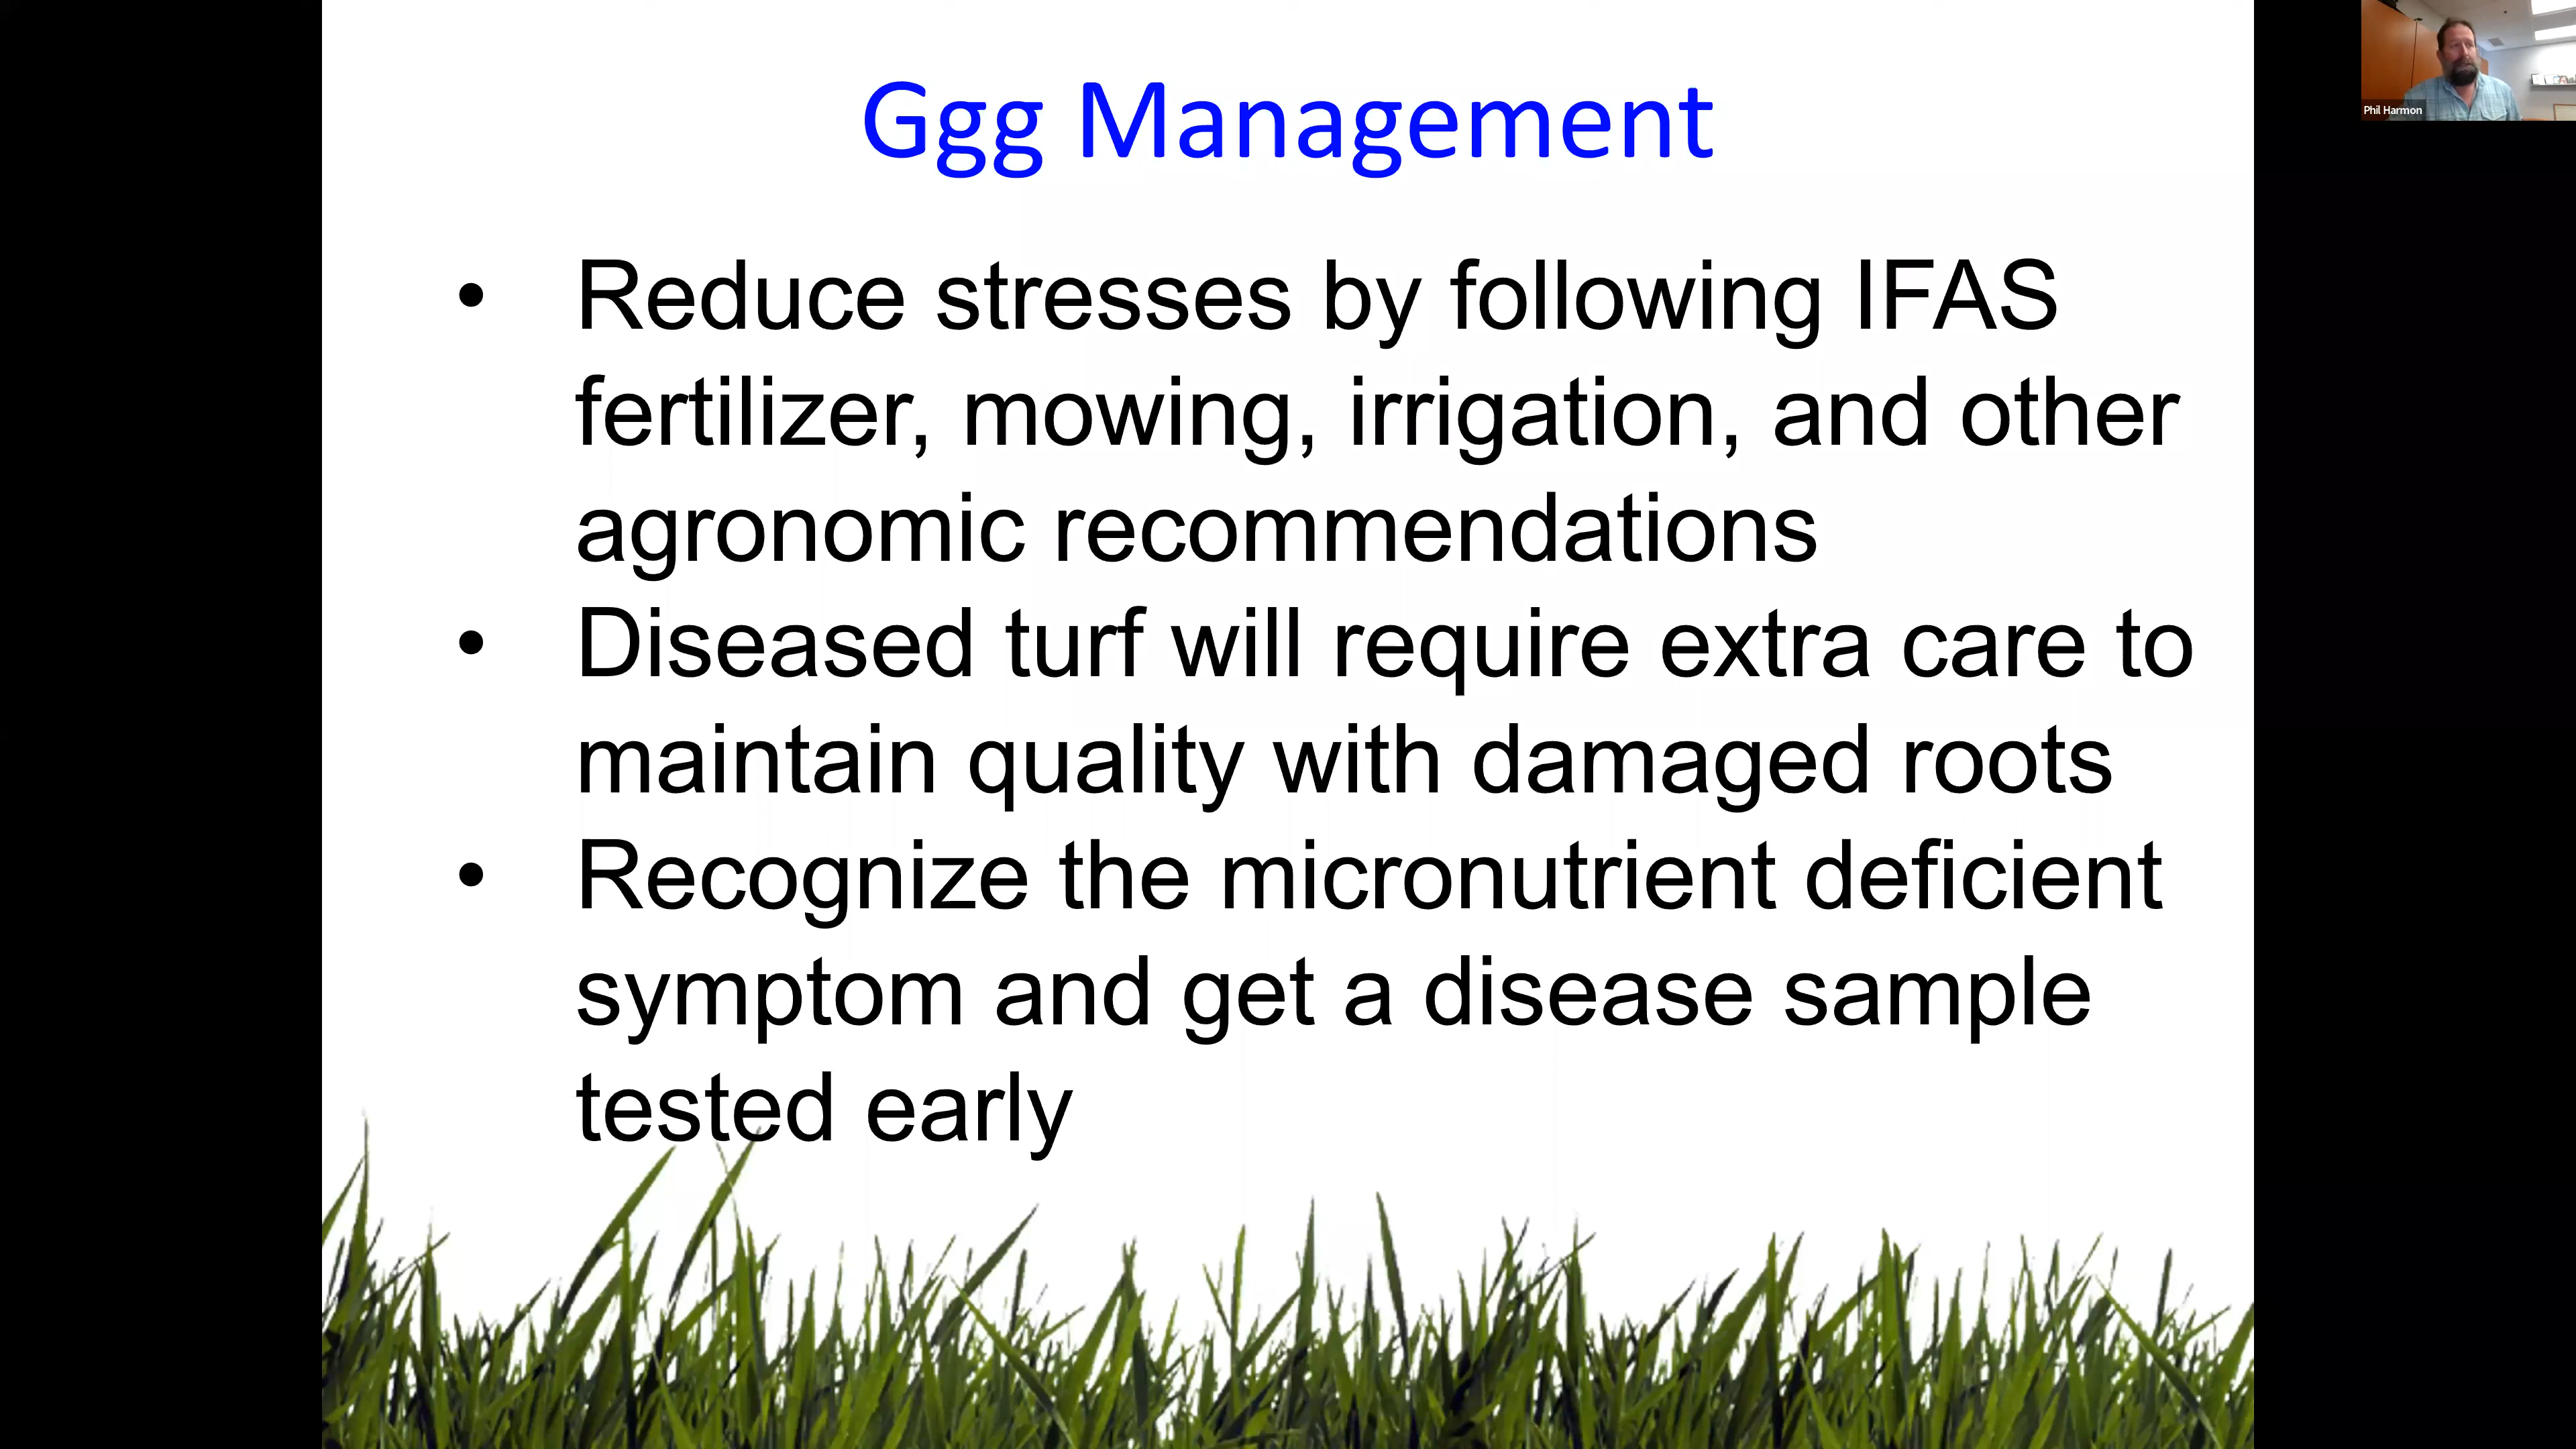 Ggg Management
Phil Harmon
• Reduce stresses by following IFAS
fertilizer, mowing, irrigation, and other
agronomic recommendations
• Diseased turf will require extra care to
maintain quality with damaged roots
• Recognize the micronutrient deficient
symptom and get a disease sample
tested early